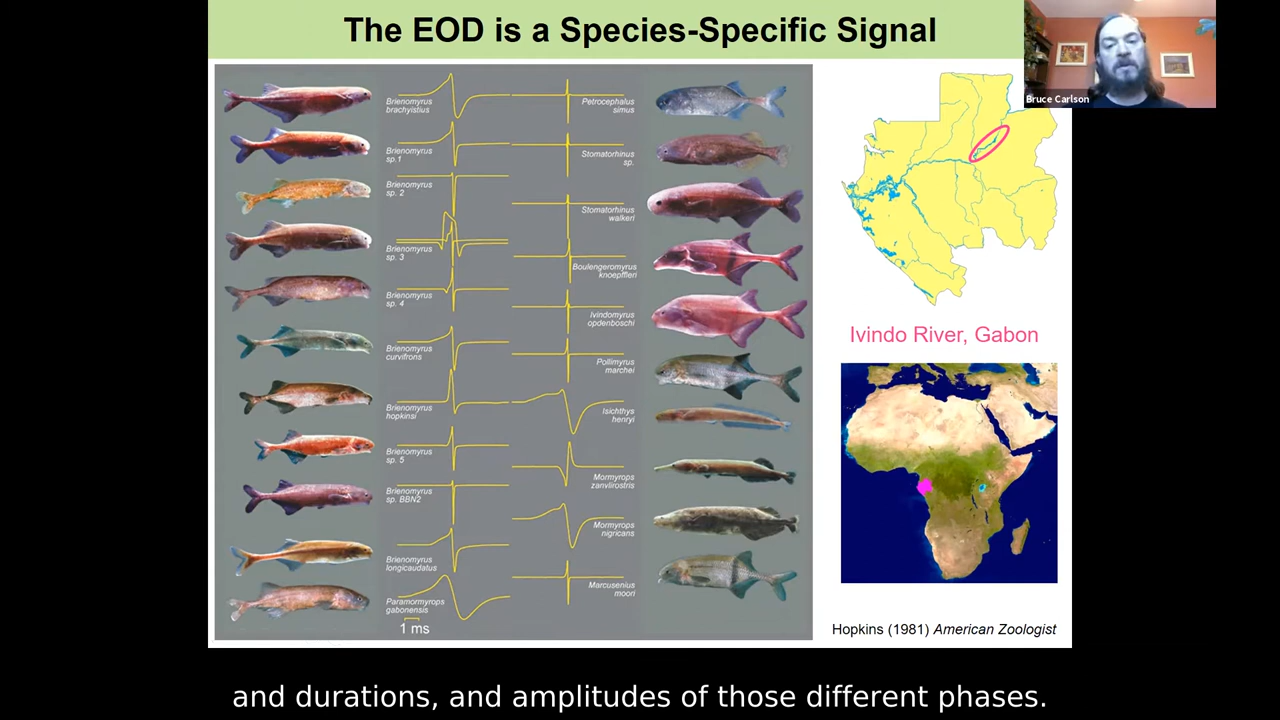 The EOD is a Species-Specific Signal
Bruce Carlson
Brienomyrus
brachyistius
Brienomyrus
sp.1
Brienomyrus
sp. 2
Brienomyrus
sp. 3
Brienomyrus
sp. 4
Brienomyrus
curvifrons
Brienomyrus
hopkinsi
Brienomyrus
sp. 5
Brienomyrus
sp. BBN2
Brienomyrus
longicaudatus
Paramormyrops
gabonensis
1 ms
Petrocephalus
simus
Stomatorhinus
sp.
Stomatorhinus
walkeri
Boulengeromyrus
knoepffleri
Ivindomyrus
opdenboschi
Pollimyrus
marchei
Isichthys
henryi
Mormyrops
zanvlirostris
Mormyrops
nigricans
Marcusenius
moori
Ivindo River, Gabon
Hopkins (1981) American Zoologist
and durations, and amplitudes of those different phases.